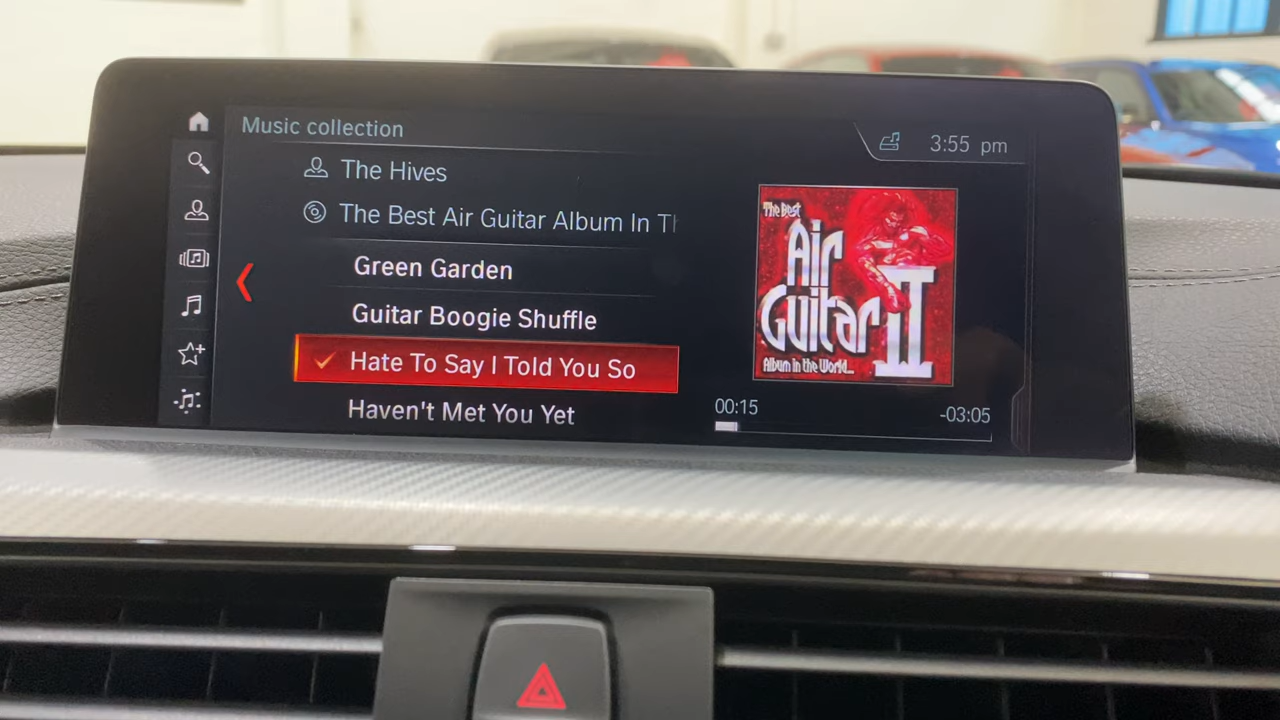 Music collection
3:55 pm
The Hives
The Best Air Guitar Album In Th
Green Garden
Guitar Boogie Shuffle
Hate To Say I Told You So
Haven't Met You Yet
The Best
Air
Guitar II
Album in the World...
00:15
-03:05